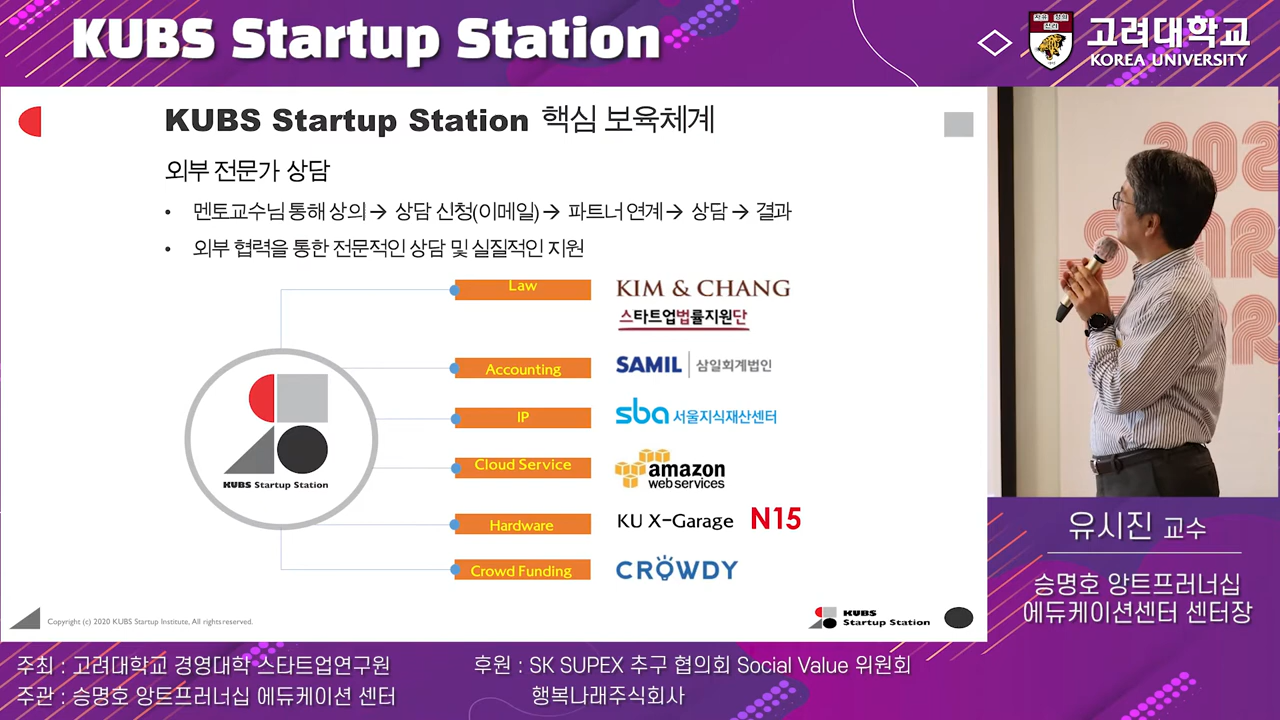 KUBS Startup Station
고려대학교
KOREA UNIVERSITY
KUBS Startup Station 핵심 보육체계
외부 전문가 상담
• 멘토교수님 통해 상의 → 상담 신청(이메일) → 파트너 연계 → 상담 → 결과
• 외부 협력을 통한 전문적인 상담 및 실질적인 지원
Law KIM & CHANG
스타트업법률지원단
Accounting SAMIL 삼일회계법인
IP sba 서울지식재산센터
Cloud Service amazon
web services
Hardware KU X-Garage N15
Crowd Funding CROWDY
KUBS Startup Station
Copyright (c) 2020 KUBS Startup Institute, All rights reserved.
KUBS
Startup Station
유시진 교수
승명호 앙트프러너십
에듀케이션센터 센터장
주최 : 고려대학교 경영대학 스타트업연구원
주관 : 승명호 앙트프러너십 에듀케이션 센터
후원 : SK SUPEX 추구 협의회 Social Value 위원회
행복나래주식회사